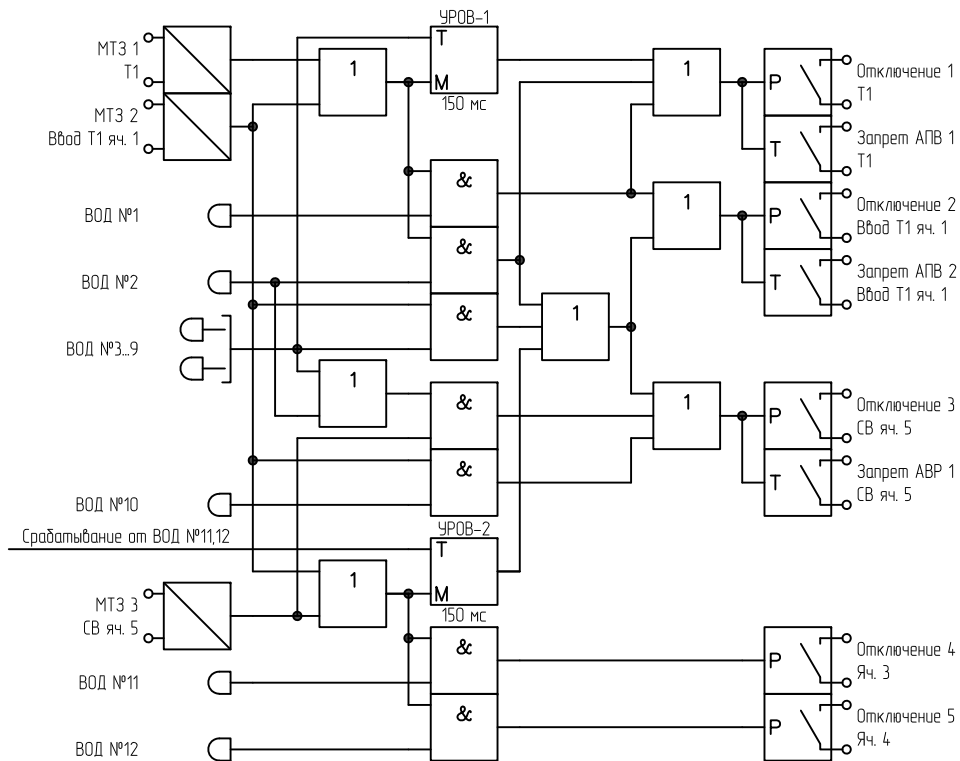 УРОВ-1
МТЗ 1
Т1
Т
М
1
1
Р
Отключение 1
Т1
150 мс
МТЗ 2
Ввод Т1 яч. 1
Т
Запрет АПВ 1
Т1
&
ВОД №1
1
Р
Отключение 2
Ввод Т1 яч. 1
&
ВОД №2
Т
Запрет АПВ 2
Ввод Т1 яч. 1
&
1
ВОД №3...9
1
&
1
Р
Отключение 3
СВ яч. 5
&
Т
Запрет АВР 1
СВ яч. 5
ВОД №10
Срабатывание от ВОД №11,12
УРОВ-2
Т
М
1
150 мс
МТЗ 3
СВ яч. 5
&
Р
Отключение 4
Яч. 3
ВОД №11
&
Р
Отключение 5
Яч. 4
ВОД №12